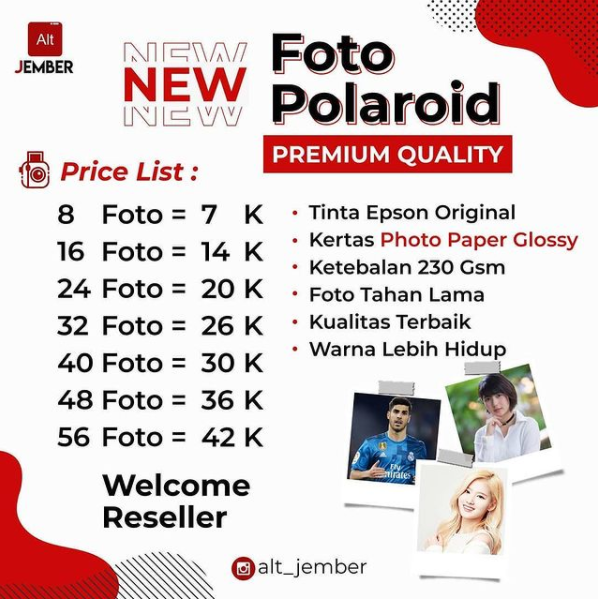 Alt
JEMBER
NEW
NEW
NEW
Foto
Polaroid
PREMIUM QUALITY
Price List :
8 Foto = 7 K
16 Foto = 14 K
24 Foto = 20 K
32 Foto = 26 K
40 Foto = 30 K
48 Foto = 36 K
56 Foto = 42 K
• Tinta Epson Original
• Kertas Photo Paper Glossy
• Ketebalan 230 Gsm
• Foto Tahan Lama
• Kualitas Terbaik
• Warna Lebih Hidup
Fly
Emirates
Welcome
Reseller
alt_jember